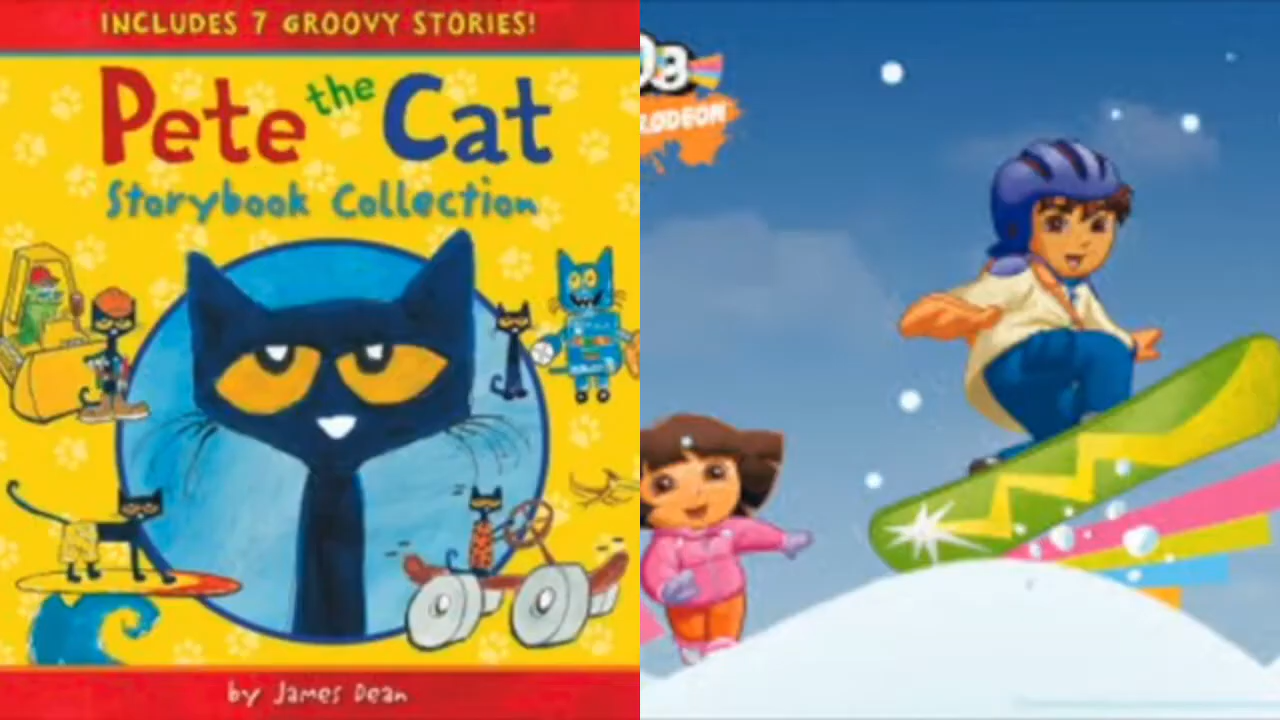 INCLUDES 7 GROOVY STORIES!
Pete the Cat
Storybook Collection
by James Dean